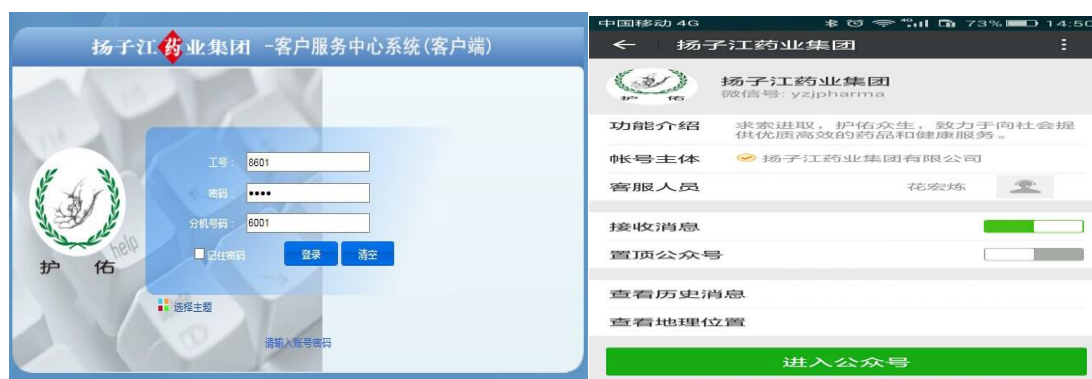 扬子江药业集团 -客户服务中心系统(客户端)
工号: 8601
密码: ••••
分机号码: 6001
记住密码 登录 清空
help
护 佑
选择主题
请输入账号密码
中国移动 4G 73% 14:50
扬子江药业集团
护 佑
扬子江药业集团
微信号: yzjpharma
功能介绍 求索进取，护佑众生，致力于向社会提
供优质高效的药品和健康服务。
帐号主体 扬子江药业集团有限公司
客服人员 花宏炼
接收消息
置顶公众号
查看历史消息
查看地理位置
进入公众号